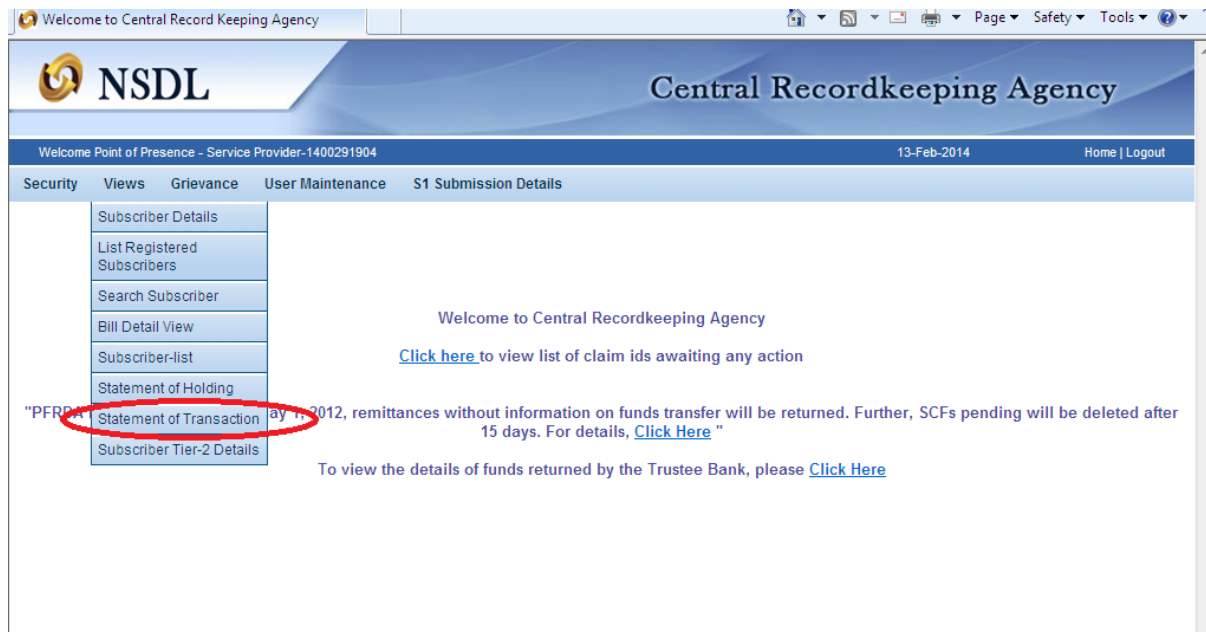 Welcome to Central Record Keeping Agency
Page
Safety
Tools
NSDL
Central Recordkeeping Agency
Welcome Point of Presence - Service Provider-1400291904
13-Feb-2014
Home | Logout
Security
Views
Grievance
User Maintenance
S1 Submission Details
Subscriber Details
List Registered
Subscribers
Search Subscriber
Bill Detail View
Subscriber-list
Statement of Holding
Statement of Transaction
Subscriber Tier-2 Details
Welcome to Central Recordkeeping Agency
Click here to view list of claim ids awaiting any action
"PFRDA ay 1, 2012, remittances without information on funds transfer will be returned. Further, SCFs pending will be deleted after
15 days. For details, Click Here "
To view the details of funds returned by the Trustee Bank, please Click Here